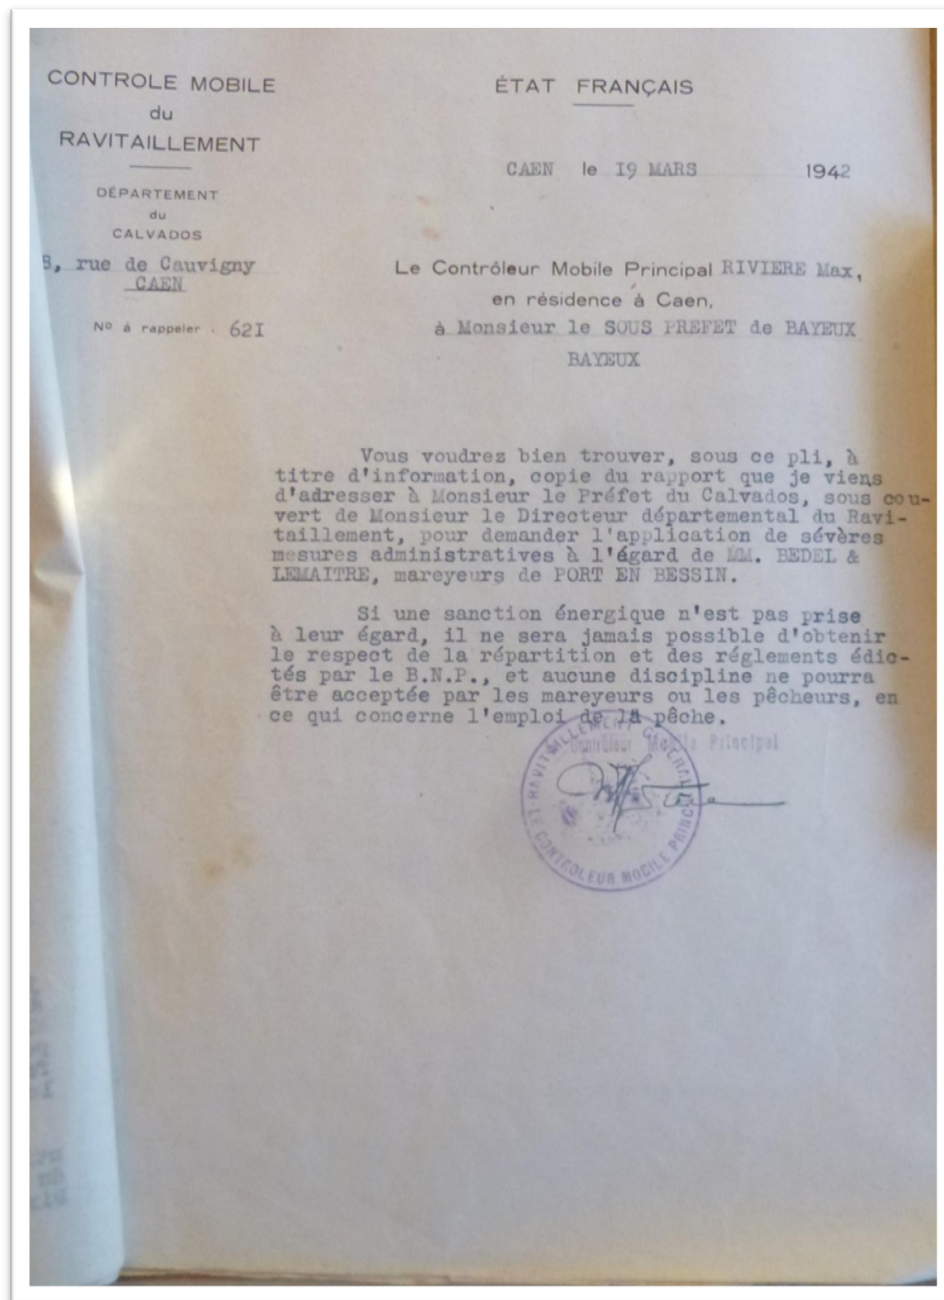 CONTROLE MOBILE
du
RAVITAILLEMENT
DÉPARTEMENT
du
CALVADOS
8, rue de Cauvigny
CAEN
Nº à rappeler . 62I
ÉTAT FRANÇAIS
CAEN le I9 MARS 1942
Le Contrôleur Mobile Principal RIVIERE Max,
en résidence à Caen,
à Monsieur le SOUS PREFET de BAYEUX
BAYEUX
Vous voudrez bien trouver, sous ce pli, à
titre d'information, copie du rapport que je viens
d'adresser à Monsieur le Préfet du Calvados, sous cou-
vert de Monsieur le Directeur départemental du Ravi-
taillement, pour demander l'application de sévères
mesures administratives à l'égard de MM. BEDEL &
LEMAITRE, mareyeurs de PORT EN BESSIN.
Si une sanction énergique n'est pas prise
à leur égard, il ne sera jamais possible d'obtenir
le respect de la répartition et des réglements édic-
tés par le B.N.P., et aucune discipline ne pourra
être acceptée par les mareyeurs ou les pêcheurs, en
ce qui concerne l'emploi de la pêche.
Contrôleur Mobile Principal
RAVITAILLEMENT GENERAL
LE CONTROLEUR MOBILE PRINC